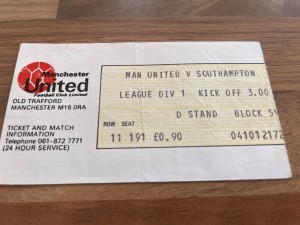 Manchester
United
Football Club Limited
OLD TRAFFORD
MANCHESTER M16 0RA
TICKET AND MATCH
INFORMATION
Telephone 061-872 7771
(24 HOUR SERVICE)
MAN UNITED V SOUTHAMPTON
LEAGUE DIV 1 KICK OFF 3.00
D STAND BLOCK
ROW SEAT
11 191 £0.90
04101217